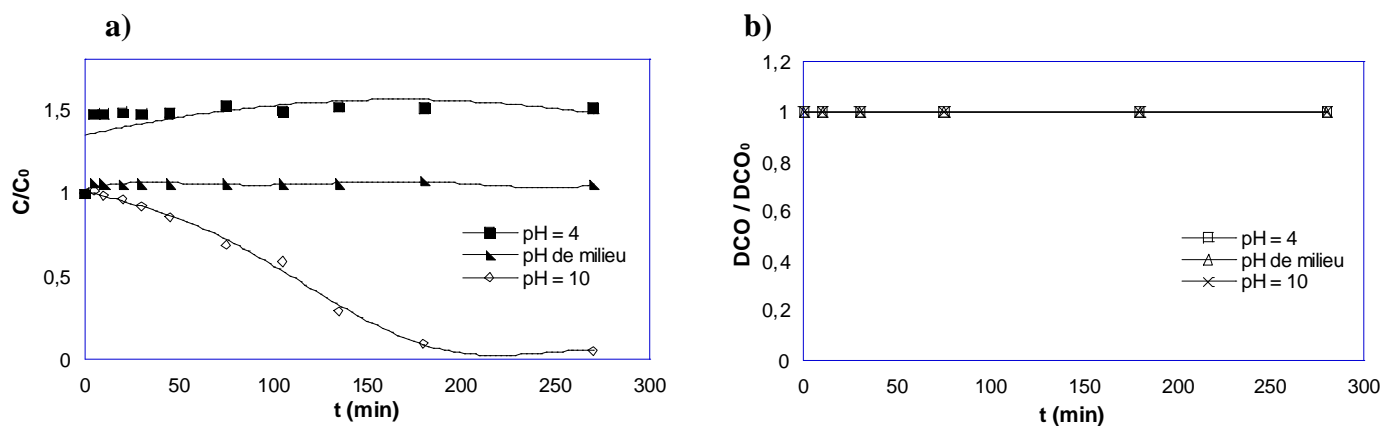 a)
1,5
1
0,5
0
C/C₀
pH = 4
pH de milieu
pH = 10
0 50 100 150 200 250 300
t (min)
b)
1,2
1
0,8
0,6
0,4
0,2
0
DCO / DCO₀
pH = 4
pH de milieu
pH = 10
0 50 100 150 200 250 300
t (min)